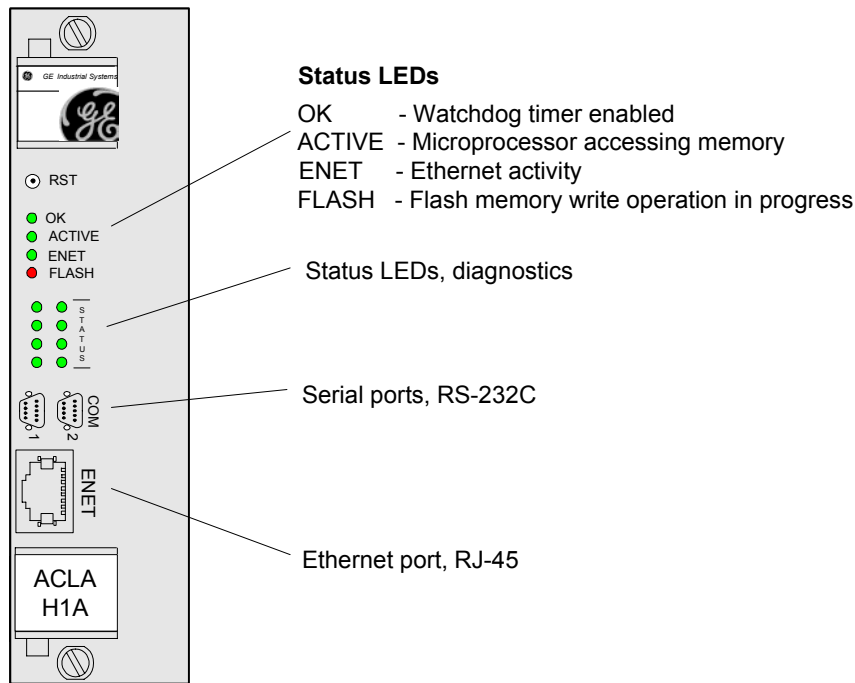 GE Industrial Systems
GE
RST
OK
ACTIVE
ENET
FLASH
STATUS
COM
1
2
ENET
ACLA
H1A
Status LEDs
OK - Watchdog timer enabled
ACTIVE - Microprocessor accessing memory
ENET - Ethernet activity
FLASH - Flash memory write operation in progress
Status LEDs, diagnostics
Serial ports, RS-232C
Ethernet port, RJ-45